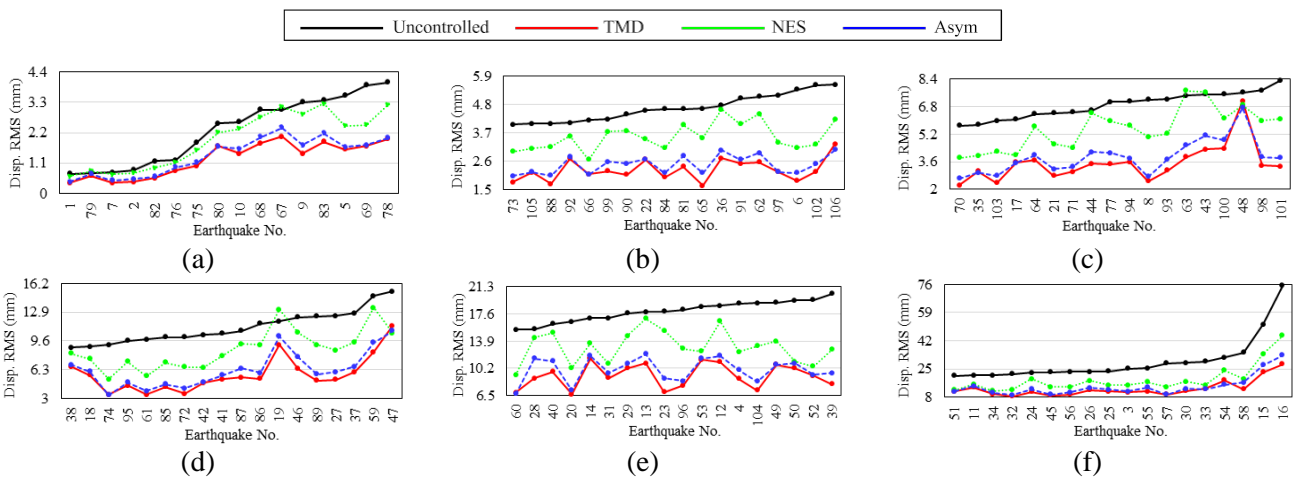 Uncontrolled TMD NES Asym
Disp. RMS (mm)
4.4
3.3
2.2
1.1
0
1 79 7 2 82 76 75 80 10 68 67 9 83 5 69 78
Earthquake No.
(a)
Disp. RMS (mm)
5.9
4.8
3.7
2.6
1.5
73 105 88 92 66 99 90 22 84 81 65 36 91 62 97 6 102 106
Earthquake No.
(b)
Disp. RMS (mm)
8.4
6.8
5.2
3.6
2
70 35 103 17 64 21 71 44 77 94 8 93 63 43 100 48 98 101
Earthquake No.
(c)
Disp. RMS (mm)
16.2
12.9
9.6
6.3
3
38 18 74 95 61 85 72 42 41 87 86 19 46 89 27 37 59 47
Earthquake No.
(d)
Disp. RMS (mm)
21.3
17.6
13.9
10.2
6.5
60 28 40 20 14 31 29 13 23 96 53 12 4 104 49 50 52 39
Earthquake No.
(e)
Disp. RMS (mm)
76
59
42
25
8
51 11 34 32 24 45 56 26 25 3 55 57 30 33 54 58 15 16
Earthquake No.
(f)